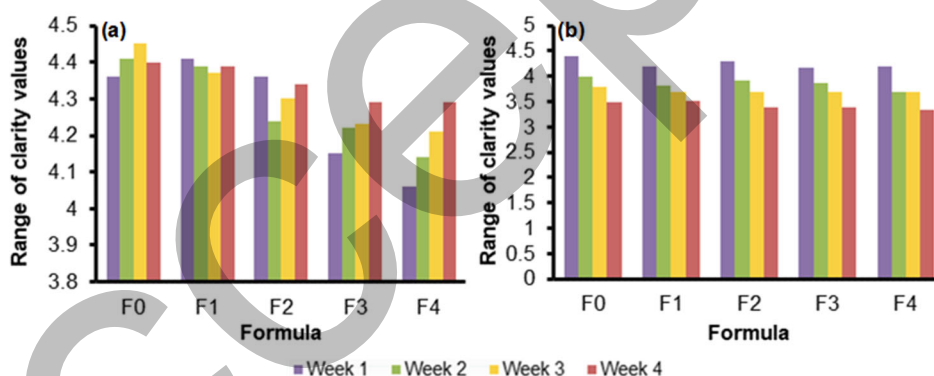 (a)
Range of clarity values
4.5
4.4
4.3
4.2
4.1
4
3.9
3.8
F0 F1 F2 F3 F4
Formula
(b)
Range of clarity values
5
4.5
4
3.5
3
2.5
2
1.5
1
0.5
0
F0 F1 F2 F3 F4
Formula
Week 1 Week 2 Week 3 Week 4